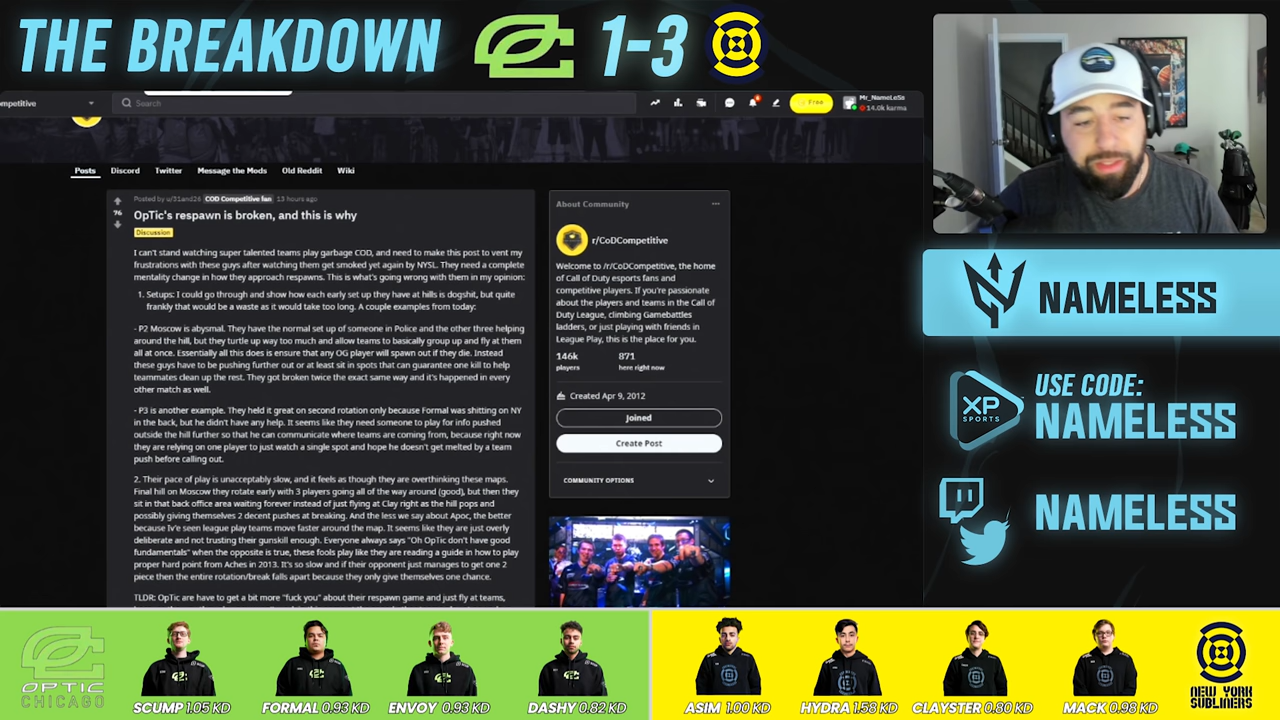 THE BREAKDOWN
1-3
ompetitive
Search
Free
Mr_NameLeSs
14.0k karma
Posts
Discord
Twitter
Message the Mods
Old Reddit
Wiki
Posted by u/31and26 COD Competitive fan 13 hours ago
76
OpTic's respawn is broken, and this is why
Discussion
I can't stand watching super talented teams play garbage COD, and need to make this post to vent my
frustrations with these guys after watching them get smoked yet again by NYSL. They need a complete
mentality change in how they approach respawns. This is what's going wrong with them in my opinion:
1. Setups: I could go through and show how each early set up they have at hills is dogshit, but quite
frankly that would be a waste as it would take too long. A couple examples from today:
- P2 Moscow is abysmal. They have the normal set up of someone in Police and the other three helping
around the hill, but they turtle up way too much and allow teams to basically group up and fly at them
all at once. Essentially all this does is ensure that any OG player will spawn out if they die. Instead
these guys have to be pushing further out or at least sit in spots that can guarantee one kill to help
teammates clean up the rest. They got broken twice the exact same way and it's happened in every
other match as well.
- P3 is another example. They held it great on second rotation only because Formal was shitting on NY
in the back, but he didn't have any help. It seems like they need someone to play for info pushed
outside the hill further so that he can communicate where teams are coming from, because right now
they are relying on one player to just watch a single spot and hope he doesn't get melted by a team
push before calling out.
2. Their pace of play is unacceptably slow, and it feels as though they are overthinking these maps.
Final hill on Moscow they rotate early with 3 players going all of the way around (good), but then they
sit in that back office area waiting forever instead of just flying at Clay right as the hill pops and
possibly giving themselves 2 decent pushes at breaking. And the less we say about Apoc, the better
because Iv'e seen league play teams move faster around the map. It seems like they are just overly
deliberate and not trusting their gunskill enough. Everyone always says "Oh OpTic don't have good
fundamentals" when the opposite is true, these fools play like they are reading a guide in how to play
proper hard point from Aches in 2013. It's so slow and if their opponent just manages to get one 2
piece then the entire rotation/break falls apart because they only give themselves one chance.
TLDR: OpTic are have to get a bit more "fuck you" about their respawn game and just fly at teams,
About Community
r/CoDCompetitive
Welcome to /r/CoDCompetitive, the home
of Call of Duty esports fans and
competitive players. If you're passionate
about the players and teams in the Call of
Duty League, climbing Gamebattles
ladders, or just playing with friends in
League Play, this is the place for you.
146k
871
players
here right now
Created Apr 9, 2012
Joined
Create Post
COMMUNITY OPTIONS
NAMELESS
XP
SPORTS
USE CODE:
NAMELESS
NAMELESS
OPTIC
CHICAGO
SCUMP 1.05 KD
FORMAL 0.93 KD
ENVOY 0.93 KD
DASHY 0.82 KD
ASIM 1.00 KD
HYDRA 1.58 KD
CLAYSTER 0.80 KD
MACK 0.98 KD
NEW YORK
SUBLINERS